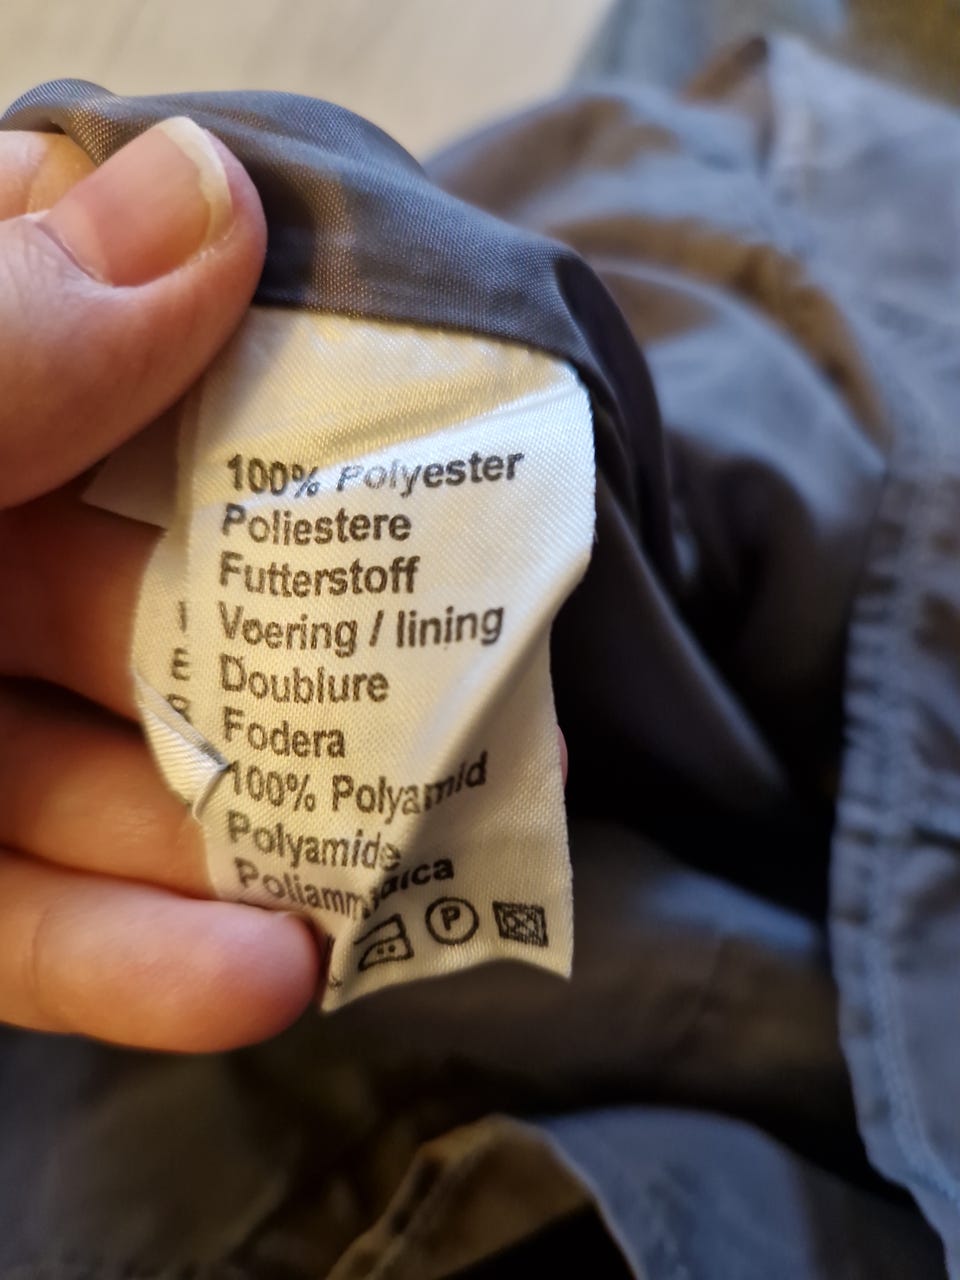 100% Polyester
Poliestere
Futterstoff
Voering / lining
Doublure
Fodera
100% Polyamid
Polyamide
P